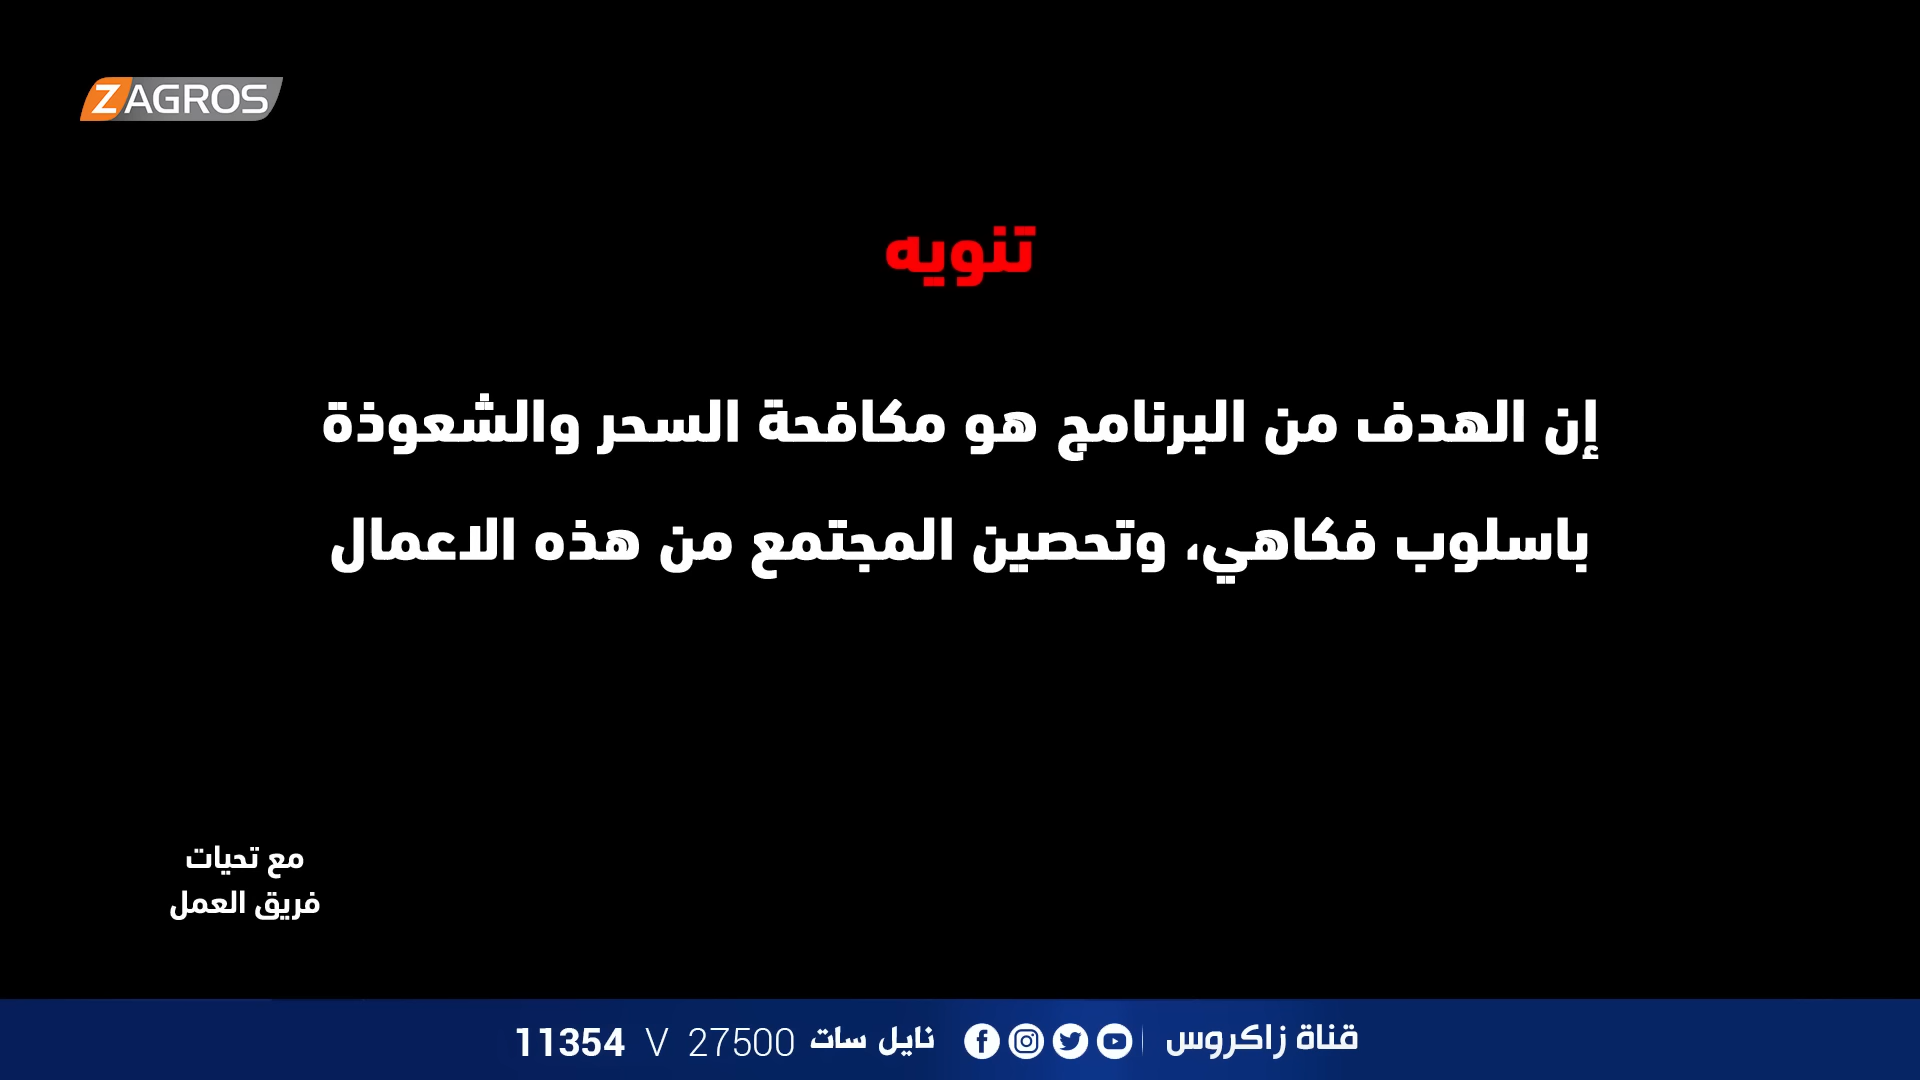 ZAGROS
تنويه
إن الهدف من البرنامج هو مكافحة السحر والشعوذة
باسلوب فكاهي، وتحصين المجتمع من هذه الاعمال
مع تحيات
فريق العمل
قناة زاكروس | نايل سات 27500 V 11354